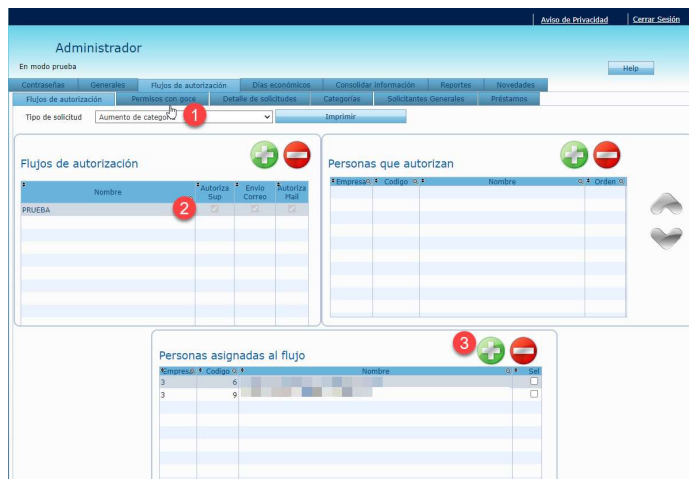 Aviso de Privacidad | Cerrar Sesión
Administrador
En modo prueba
Help
Contraseñas Generales Flujos de autorización Días económicos Consolidar información Reportes Novedades
Flujos de autorización Permisos con goce Detalle de solicitudes Categorías Solicitantes Generales Préstamos
1
Tipo de solicitud Aumento de categoría Imprimir
Flujos de autorización
Nombre Autoriza Sup Envio Correo Autoriza Mail
PRUEBA
2
Personas que autorizan
Empresa Codigo Nombre Orden
3
Personas asignadas al flujo
Empresa Codigo Nombre Sel
3 6
3 9